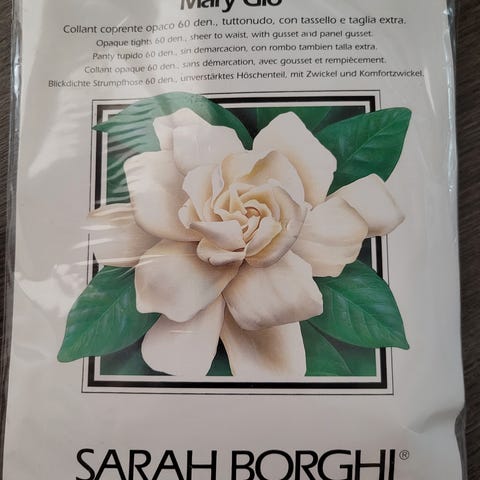 Mary Glo
Collant coprente opaco 60 den., tuttonudo, con tassello e taglia extra.
Opaque tights 60 den., sheer to waist, with gusset and panel gusset.
Panty tupido 60 den., sin demarcacion, con rombo tambien talla extra.
Collant opaque 60 den., sans démarcation, avec gousset et rempiècement.
Blickdichte Strumpfhose 60 den., unverstärktes Höschenteil, mit Zwickel und Komfortzwickel.
SARAH BORGHI®